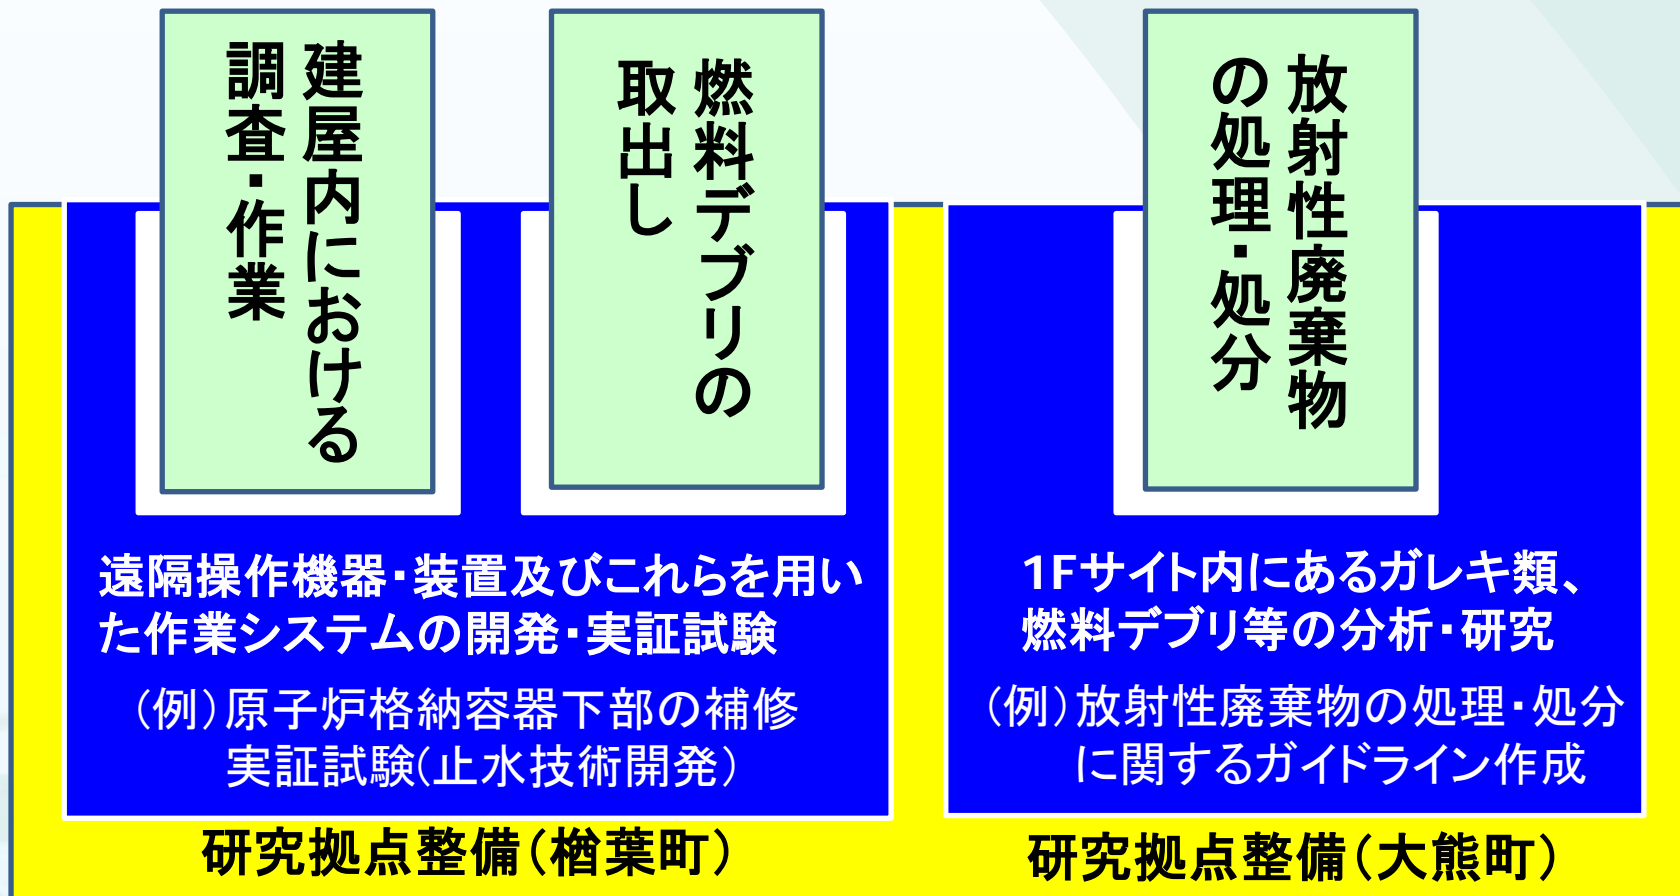 建屋内における
調査・作業
燃料デブリの
取出し
放射性廃棄物
の処理・処分
遠隔操作機器・装置及びこれらを用い
た作業システムの開発・実証試験
（例）原子炉格納容器下部の補修
実証試験(止水技術開発）
研究拠点整備（楢葉町）
1Fサイト内にあるガレキ類、
燃料デブリ等の分析・研究
（例）放射性廃棄物の処理・処分
に関するガイドライン作成
研究拠点整備（大熊町）